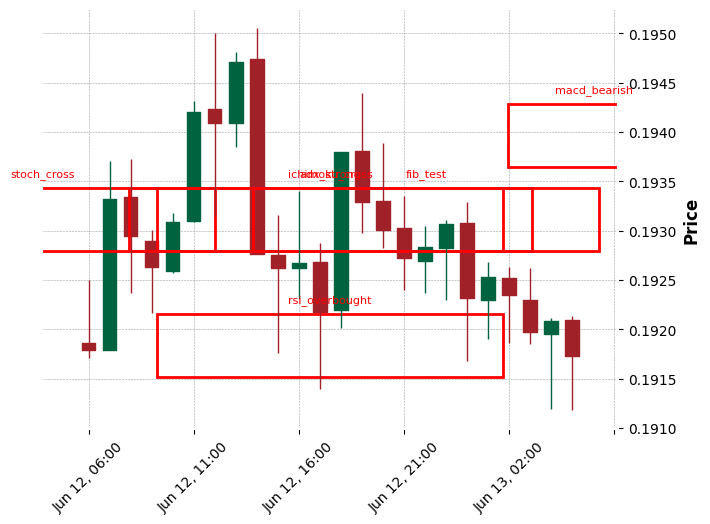 0.1950
0.1945
macd_bearish
0.1940
stoch_cross
fib_test
0.1935
0.1930
0.1925
rsi_overbought
0.1920
0.1915
0.1910
Price
Jun 12, 06:00
Jun 12, 11:00
Jun 12, 16:00
Jun 12, 21:00
Jun 13, 02:00